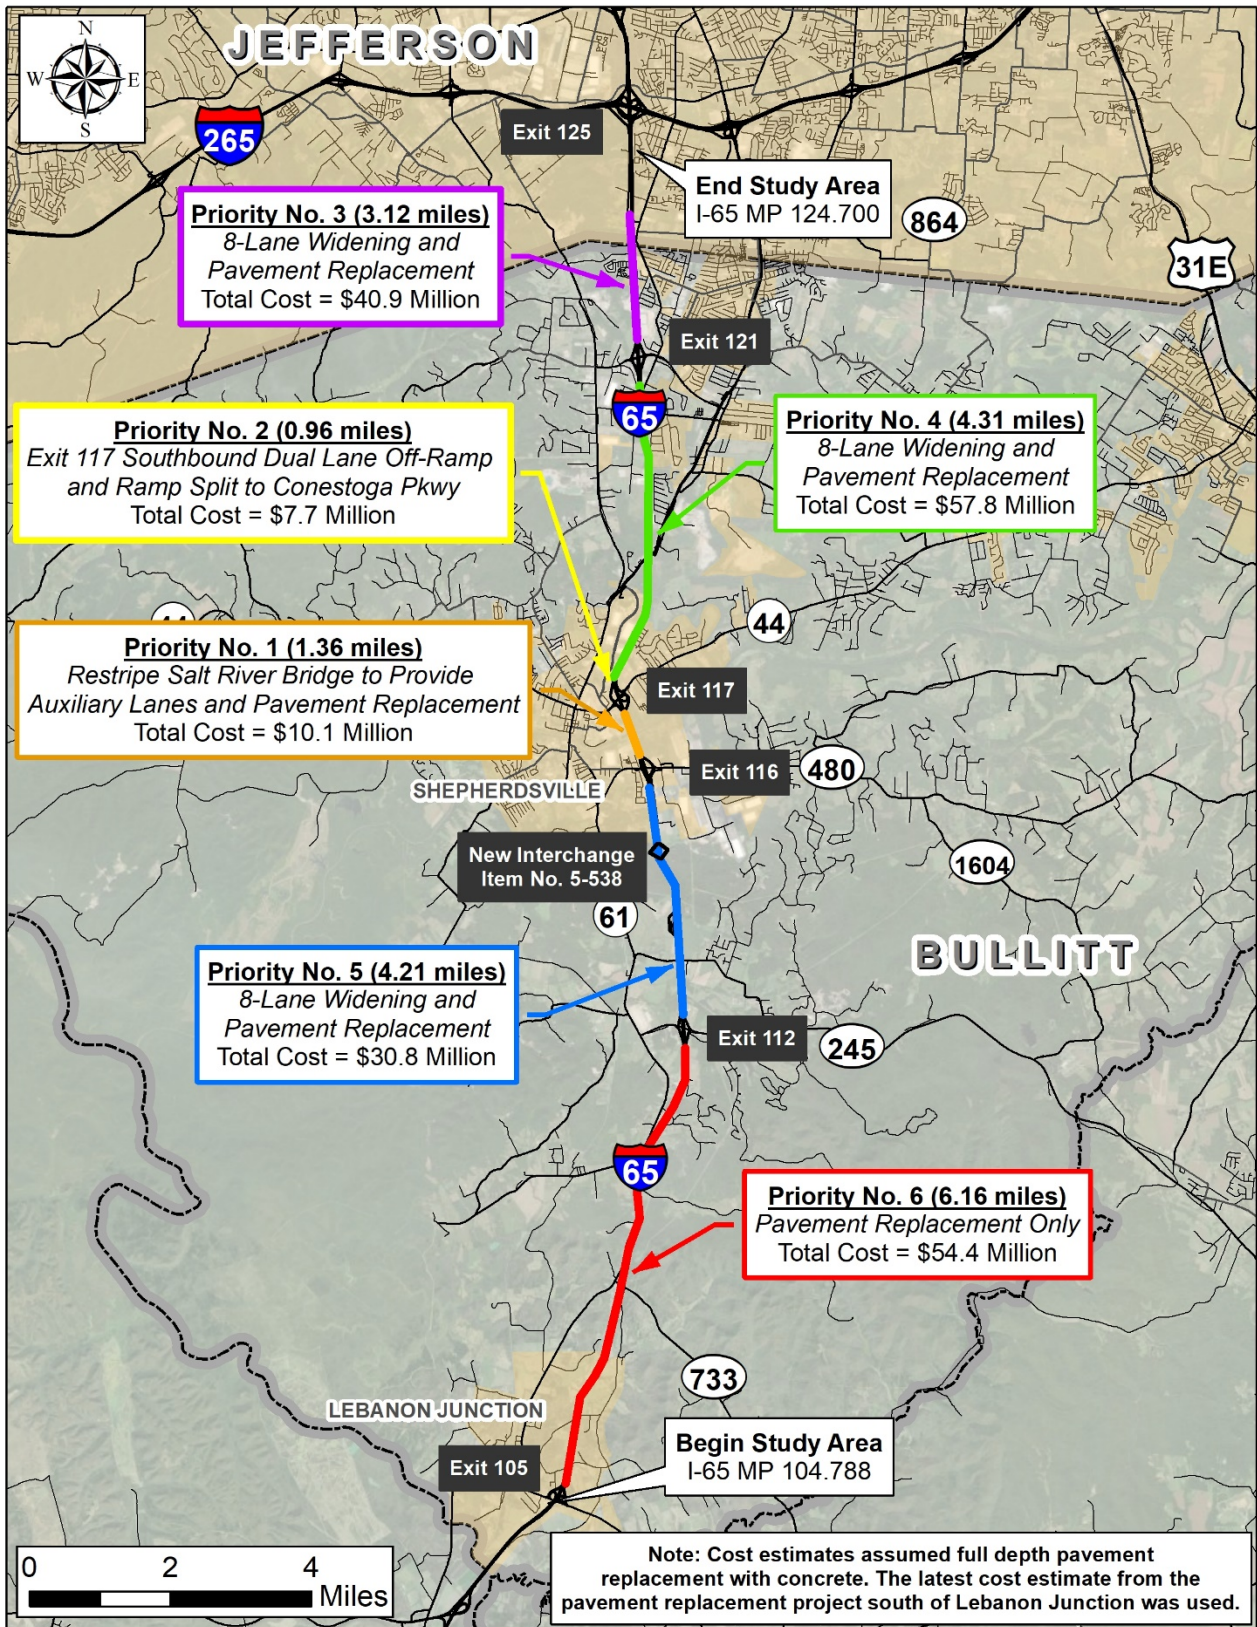 N
W E
S
JEFFERSON
265
Exit 125
End Study Area
I-65 MP 124.700
864
31E
Priority No. 3 (3.12 miles)
8-Lane Widening and
Pavement Replacement
Total Cost = $40.9 Million
Exit 121
65
Priority No. 2 (0.96 miles)
Exit 117 Southbound Dual Lane Off-Ramp
and Ramp Split to Conestoga Pkwy
Total Cost = $7.7 Million
Priority No. 4 (4.31 miles)
8-Lane Widening and
Pavement Replacement
Total Cost = $57.8 Million
44
Priority No. 1 (1.36 miles)
Restripe Salt River Bridge to Provide
Auxiliary Lanes and Pavement Replacement
Total Cost = $10.1 Million
Exit 117
Exit 116
480
SHEPHERDSVILLE
New Interchange
Item No. 5-538
1604
61
BULLITT
Priority No. 5 (4.21 miles)
8-Lane Widening and
Pavement Replacement
Total Cost = $30.8 Million
Exit 112
245
65
Priority No. 6 (6.16 miles)
Pavement Replacement Only
Total Cost = $54.4 Million
733
LEBANON JUNCTION
Exit 105
Begin Study Area
I-65 MP 104.788
0 2 4
Miles
Note: Cost estimates assumed full depth pavement
replacement with concrete. The latest cost estimate from the
pavement replacement project south of Lebanon Junction was used.